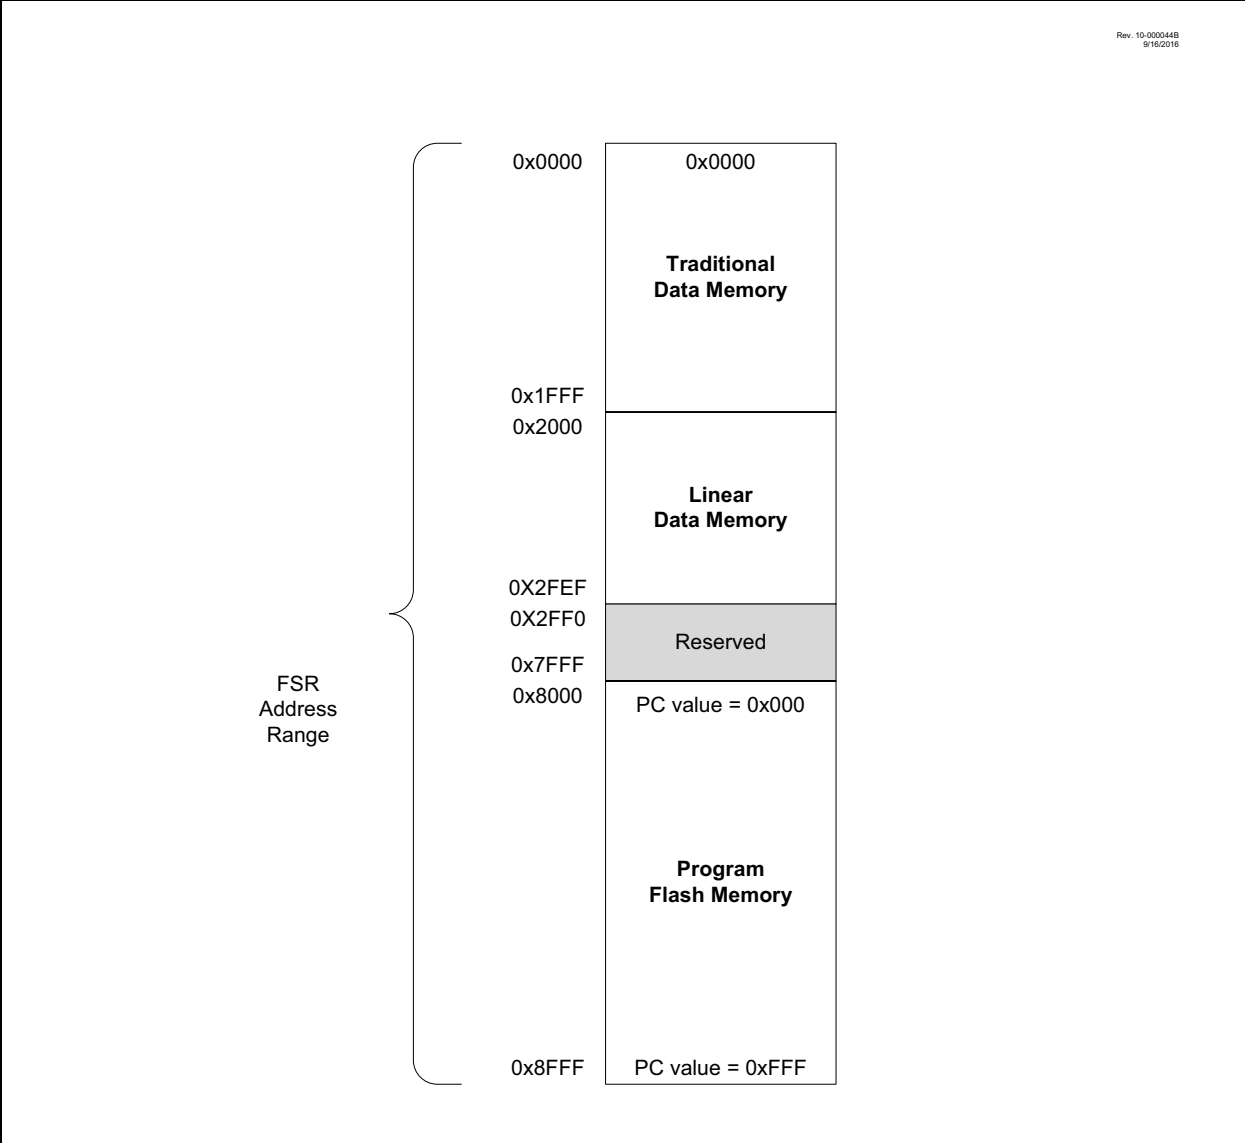 Rev. 10-000044B
9/16/2016
0x0000
0x0000
Traditional
Data Memory
0x1FFF
0x2000
Linear
Data Memory
0X2FEF
0X2FF0
Reserved
0x7FFF
0x8000
PC value = 0x000
FSR
Address
Range
Program
Flash Memory
0x8FFF
PC value = 0xFFF